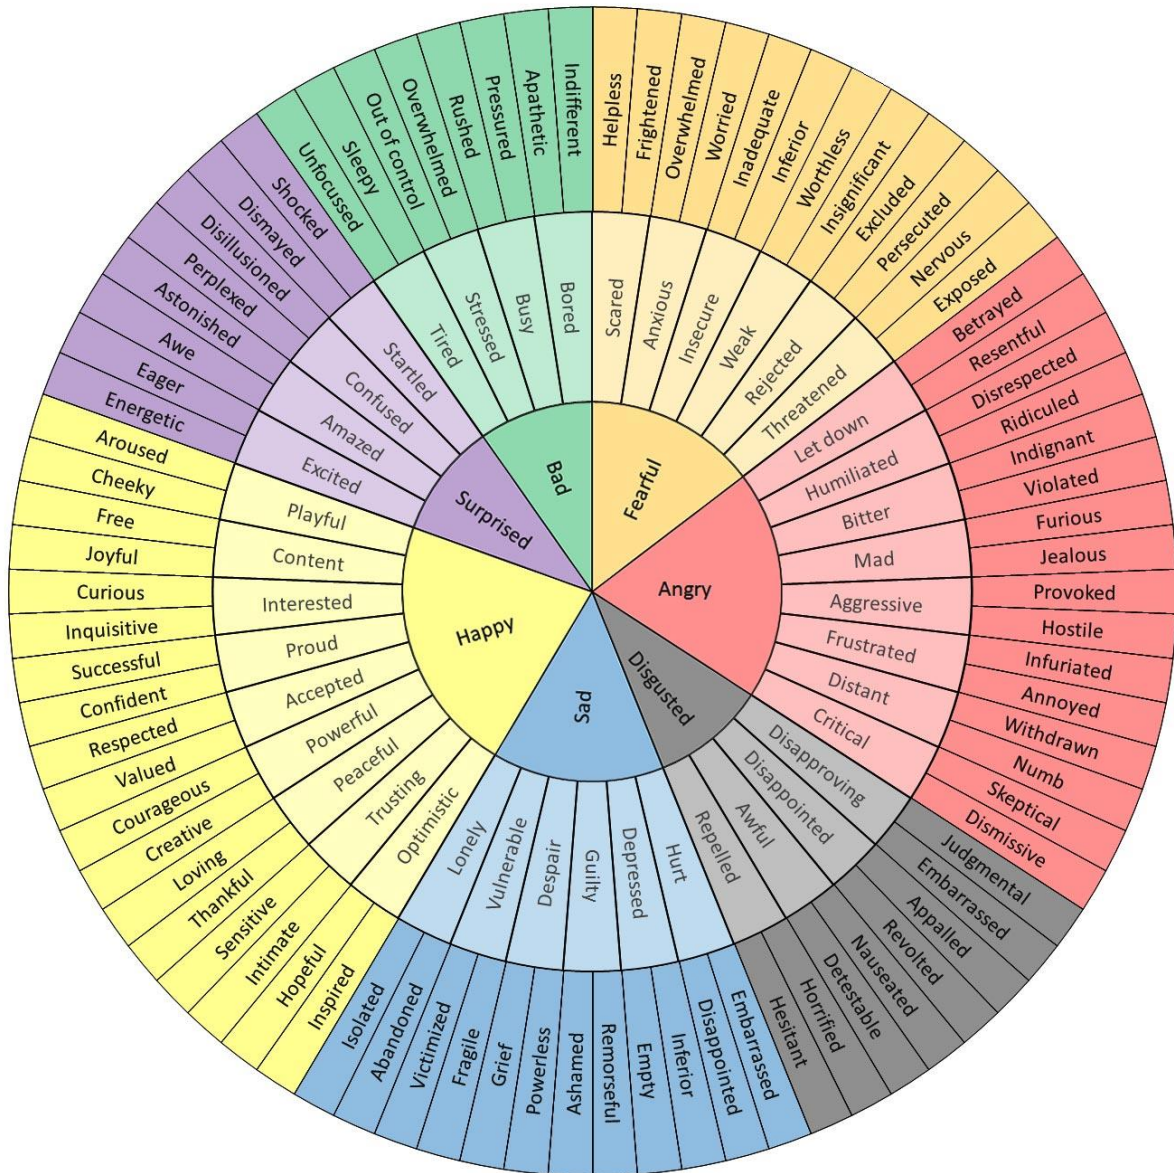 Fearful
Angry
Disgusted
Sad
Happy
Surprised
Bad
Scared
Anxious
Insecure
Weak
Rejected
Threatened
Let down
Humiliated
Bitter
Mad
Aggressive
Frustrated
Distant
Critical
Disapproving
Disappointed
Awful
Repelled
Hurt
Depressed
Guilty
Despair
Vulnerable
Lonely
Optimistic
Trusting
Peaceful
Powerful
Accepted
Proud
Interested
Content
Playful
Excited
Amazed
Confused
Startled
Tired
Stressed
Busy
Bored
Helpless
Frightened
Overwhelmed
Worried
Inadequate
Inferior
Worthless
Insignificant
Excluded
Persecuted
Nervous
Exposed
Betrayed
Resentful
Disrespected
Ridiculed
Indignant
Violated
Furious
Jealous
Provoked
Hostile
Infuriated
Annoyed
Withdrawn
Numb
Skeptical
Dismissive
Judgmental
Embarrassed
Appalled
Revolted
Nauseated
Detestable
Horrified
Hesitant
Embarrassed
Disappointed
Inferior
Empty
Remorseful
Ashamed
Powerless
Grief
Fragile
Victimized
Abandoned
Isolated
Inspired
Hopeful
Intimate
Sensitive
Thankful
Loving
Creative
Courageous
Valued
Respected
Confident
Successful
Inquisitive
Curious
Joyful
Free
Cheeky
Aroused
Energetic
Eager
Awe
Astonished
Perplexed
Disillusioned
Dismayed
Shocked
Unfocussed
Sleepy
Out of control
Overwhelmed
Rushed
Pressured
Apathetic
Indifferent